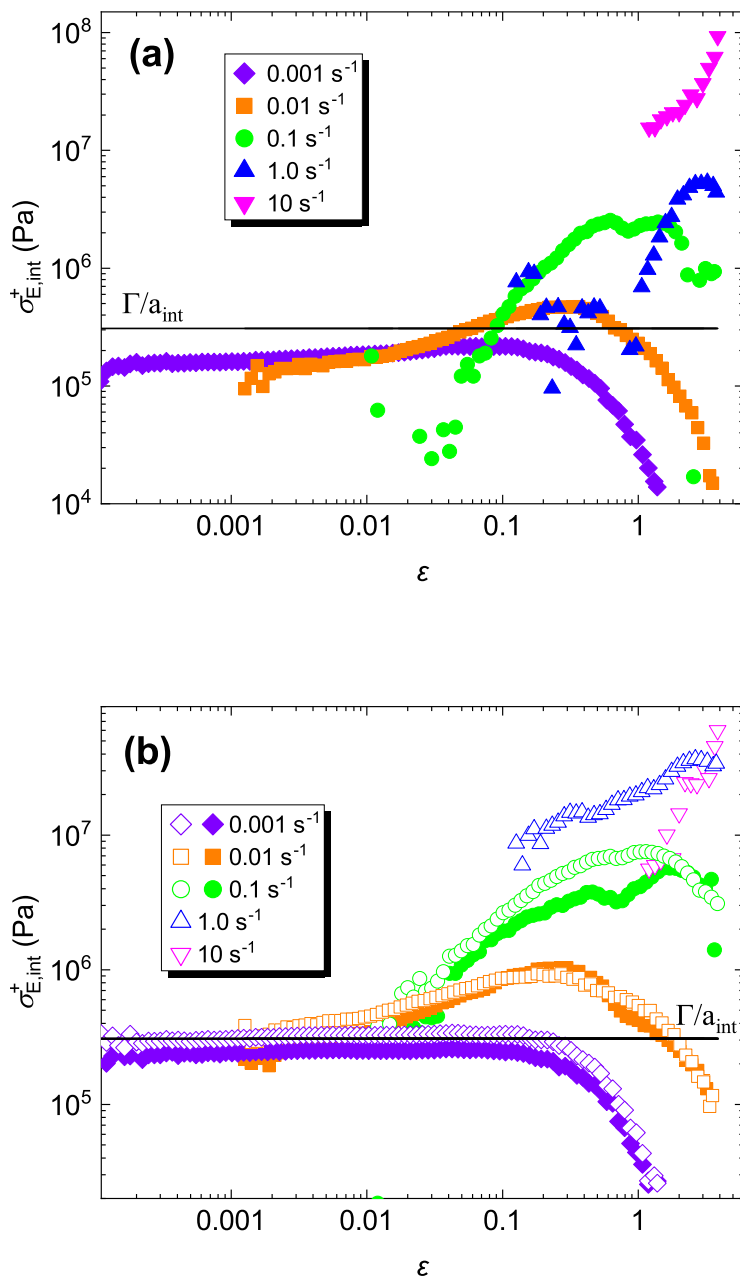 (a)
10⁸
10⁷
10⁶
10⁵
10⁴
σ⁺E,int (Pa)
0.001 s⁻¹
0.01 s⁻¹
0.1 s⁻¹
1.0 s⁻¹
10 s⁻¹
Γ/aint
0.001 0.01 0.1 1
ε
(b)
10⁷
10⁶
10⁵
σ⁺E,int (Pa)
0.001 s⁻¹
0.01 s⁻¹
0.1 s⁻¹
1.0 s⁻¹
10 s⁻¹
Γ/aint
0.001 0.01 0.1 1
ε